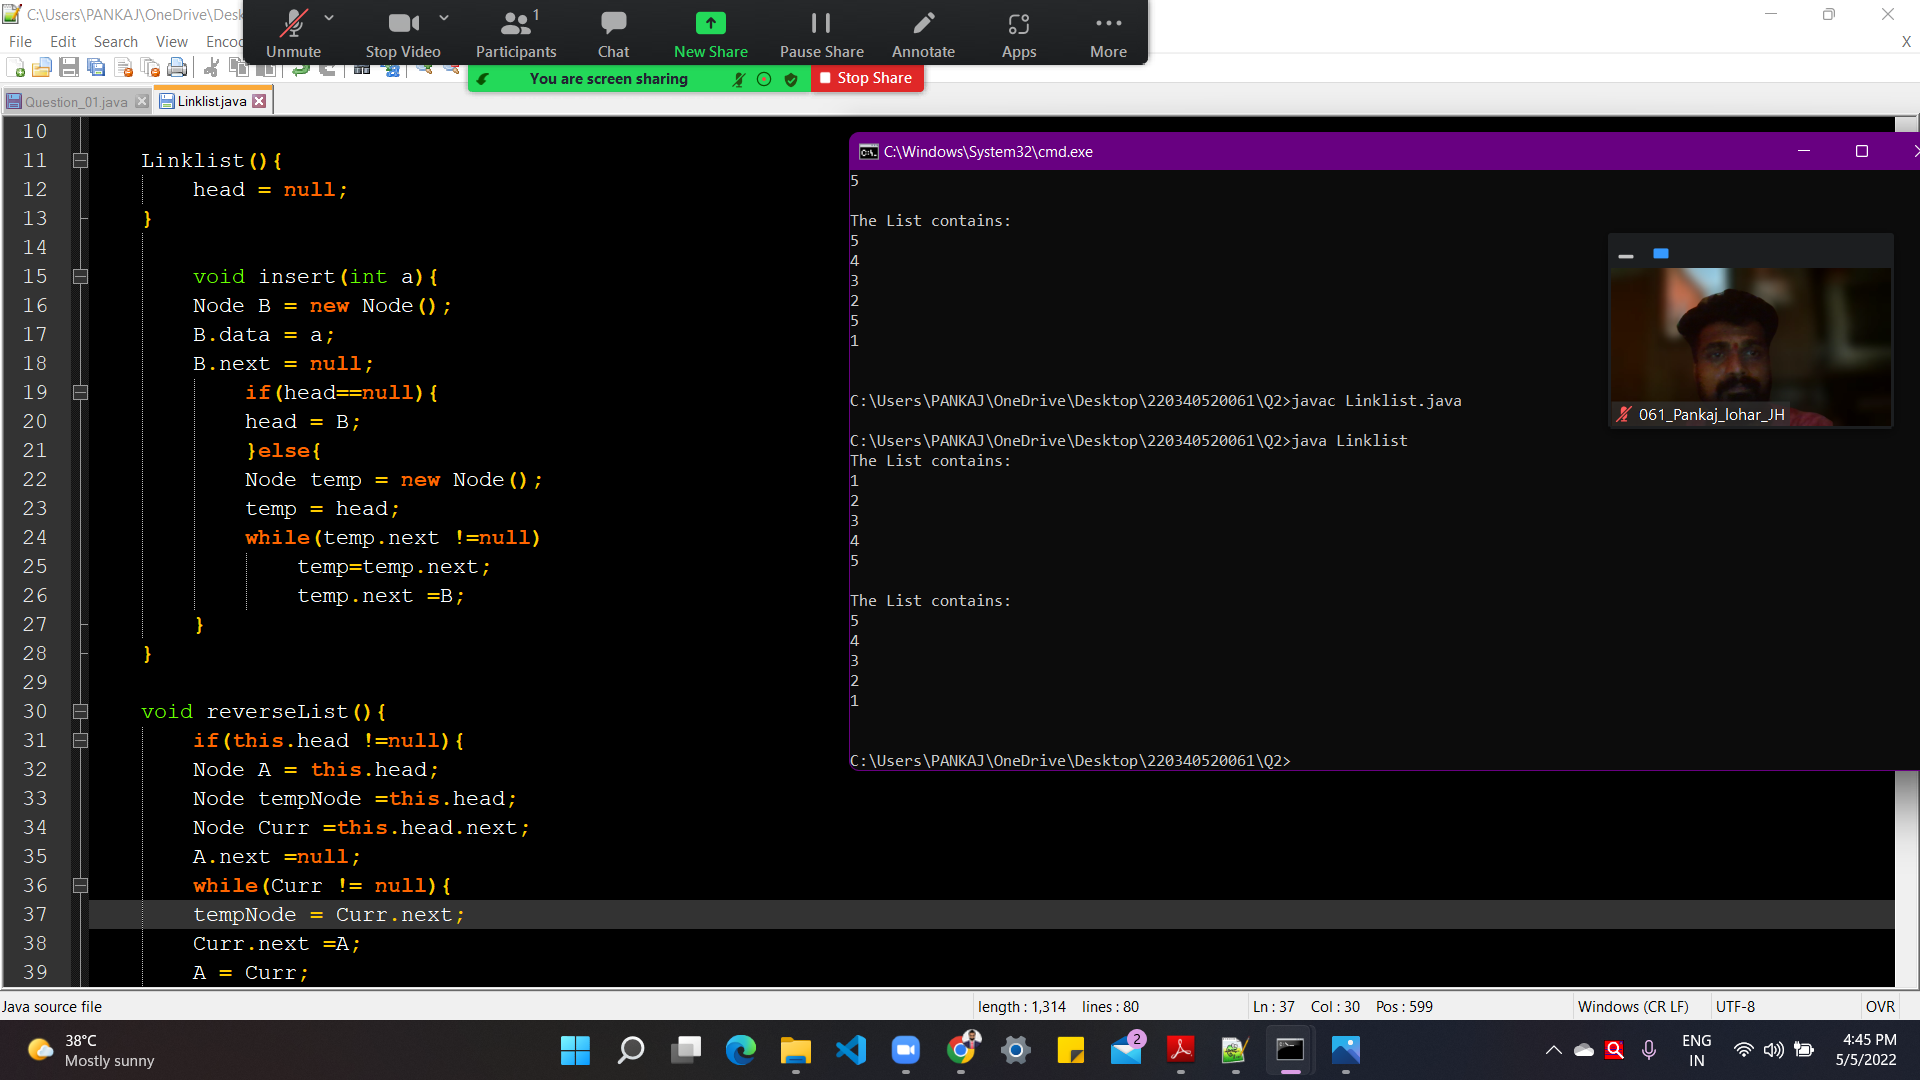 C:\Users\PANKAJ\OneDrive\Desk
File Edit Search View Enco
Unmute Stop Video Participants 1 Chat New Share Pause Share Annotate Apps More
You are screen sharing Stop Share
X
Question_01.java Linklist.java
10
11 Linklist(){
12 head = null;
13 }
14
15 void insert(int a){
16 Node B = new Node();
17 B.data = a;
18 B.next = null;
19 if(head==null){
20 head = B;
21 }else{
22 Node temp = new Node();
23 temp = head;
24 while(temp.next !=null)
25 temp=temp.next;
26 temp.next =B;
27 }
28 }
29
30 void reverseList(){
31 if(this.head !=null){
32 Node A = this.head;
33 Node tempNode =this.head;
34 Node Curr =this.head.next;
35 A.next =null;
36 while(Curr != null){
37 tempNode = Curr.next;
38 Curr.next =A;
39 A = Curr;
C:\Windows\System32\cmd.exe
5
The List contains:
5
4
3
2
5
1
C:\Users\PANKAJ\OneDrive\Desktop\220340520061\Q2>javac Linklist.java
C:\Users\PANKAJ\OneDrive\Desktop\220340520061\Q2>java Linklist
The List contains:
1
2
3
4
5
The List contains:
5
4
3
2
1
C:\Users\PANKAJ\OneDrive\Desktop\220340520061\Q2>
061_Pankaj_lohar_JH
Java source file length : 1,314 lines : 80 Ln : 37 Col : 30 Pos : 599 Windows (CR LF) UTF-8 OVR
38°C
Mostly sunny
2
ENG
IN
4:45 PM
5/5/2022